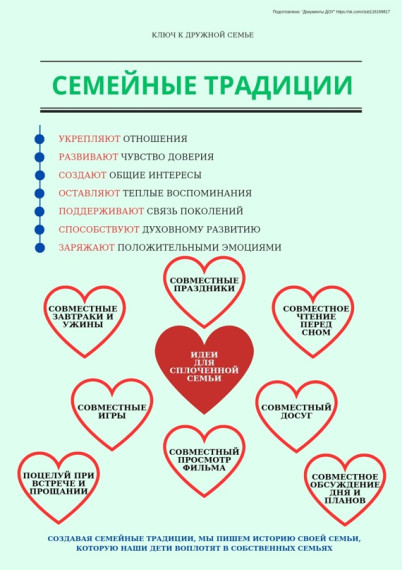 Подготовлено: "Документы ДОУ" https://vk.com/club115159917
КЛЮЧ К ДРУЖНОЙ СЕМЬЕ
СЕМЕЙНЫЕ ТРАДИЦИИ
УКРЕПЛЯЮТ ОТНОШЕНИЯ
РАЗВИВАЮТ ЧУВСТВО ДОВЕРИЯ
СОЗДАЮТ ОБЩИЕ ИНТЕРЕСЫ
ОСТАВЛЯЮТ ТЕПЛЫЕ ВОСПОМИНАНИЯ
ПОДДЕРЖИВАЮТ СВЯЗЬ ПОКОЛЕНИЙ
СПОСОБСТВУЮТ ДУХОВНОМУ РАЗВИТИЮ
ЗАРЯЖАЮТ ПОЛОЖИТЕЛЬНЫМИ ЭМОЦИЯМИ
СОВМЕСТНЫЕ
ПРАЗДНИКИ
СОВМЕСТНЫЕ
ЗАВТРАКИ И
УЖИНЫ
СОВМЕСТНОЕ
ЧТЕНИЕ
ПЕРЕД
СНОМ
ИДЕИ
ДЛЯ
СПЛОЧЕННОЙ
СЕМЬИ
СОВМЕСТНЫЕ
ИГРЫ
СОВМЕСТНЫЙ
ДОСУГ
СОВМЕСТНЫЙ
ПРОСМОТР
ФИЛЬМА
ПОЦЕЛУЙ ПРИ
ВСТРЕЧЕ И
ПРОЩАНИИ
СОВМЕСТНОЕ
ОБСУЖДЕНИЕ
ДНЯ И
ПЛАНОВ
СОЗДАВАЯ СЕМЕЙНЫЕ ТРАДИЦИИ, МЫ ПИШЕМ ИСТОРИЮ СВОЕЙ СЕМЬИ,
КОТОРУЮ НАШИ ДЕТИ ВОПЛОТЯТ В СОБСТВЕННЫХ СЕМЬЯХ